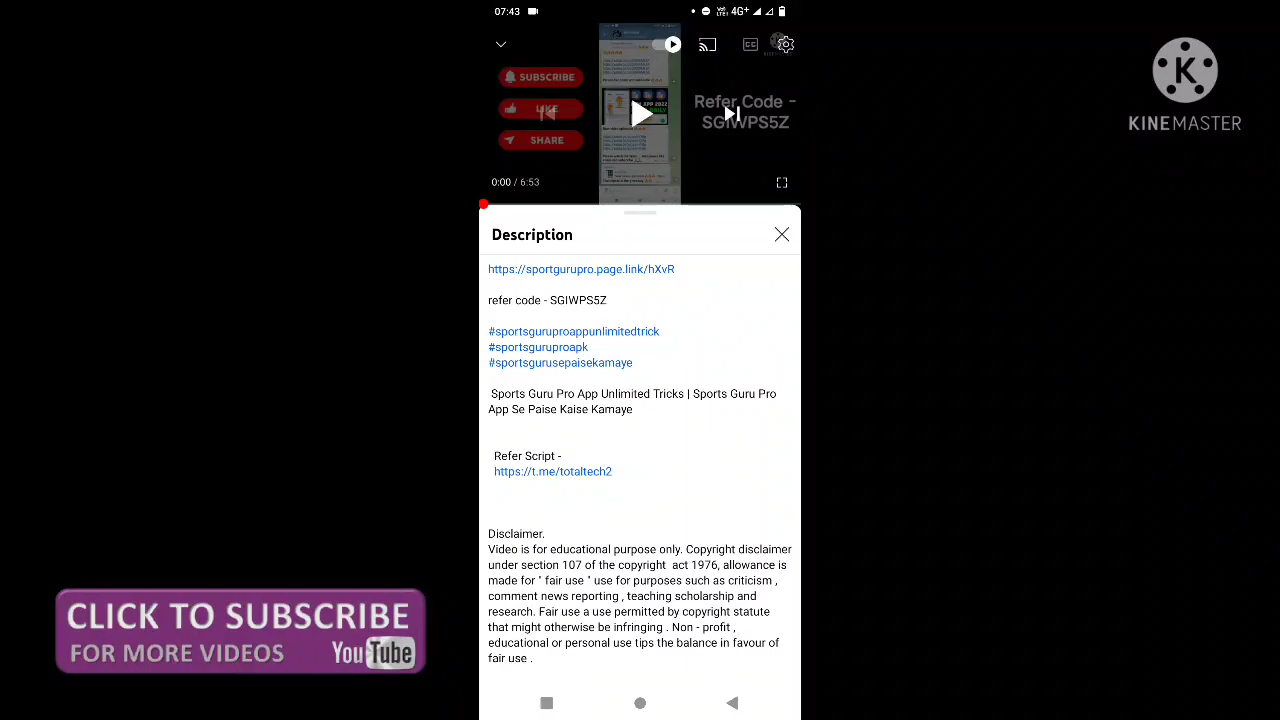 07:43
4G+
SUBSCRIBE
LIKE
SHARE
Refer Code -
SGIWPS5Z
0:00 / 6:53
KINEMASTER
Description
https://sportgurupro.page.link/hXvR
refer code - SGIWPS5Z
#sportsguruproappunlimitedtrick
#sportsguruproapk
#sportsgurusepaisekamaye
Sports Guru Pro App Unlimited Tricks | Sports Guru Pro
App Se Paise Kaise Kamaye
Refer Script -
https://t.me/totaltech2
Disclaimer.
Video is for educational purpose only. Copyright disclaimer
under section 107 of the copyright act 1976, allowance is
made for " fair use " use for purposes such as criticism ,
comment news reporting , teaching scholarship and
research. Fair use a use permitted by copyright statute
that might otherwise be infringing . Non - profit ,
educational or personal use tips the balance in favour of
fair use .
CLICK TO SUBSCRIBE
FOR MORE VIDEOS YouTube